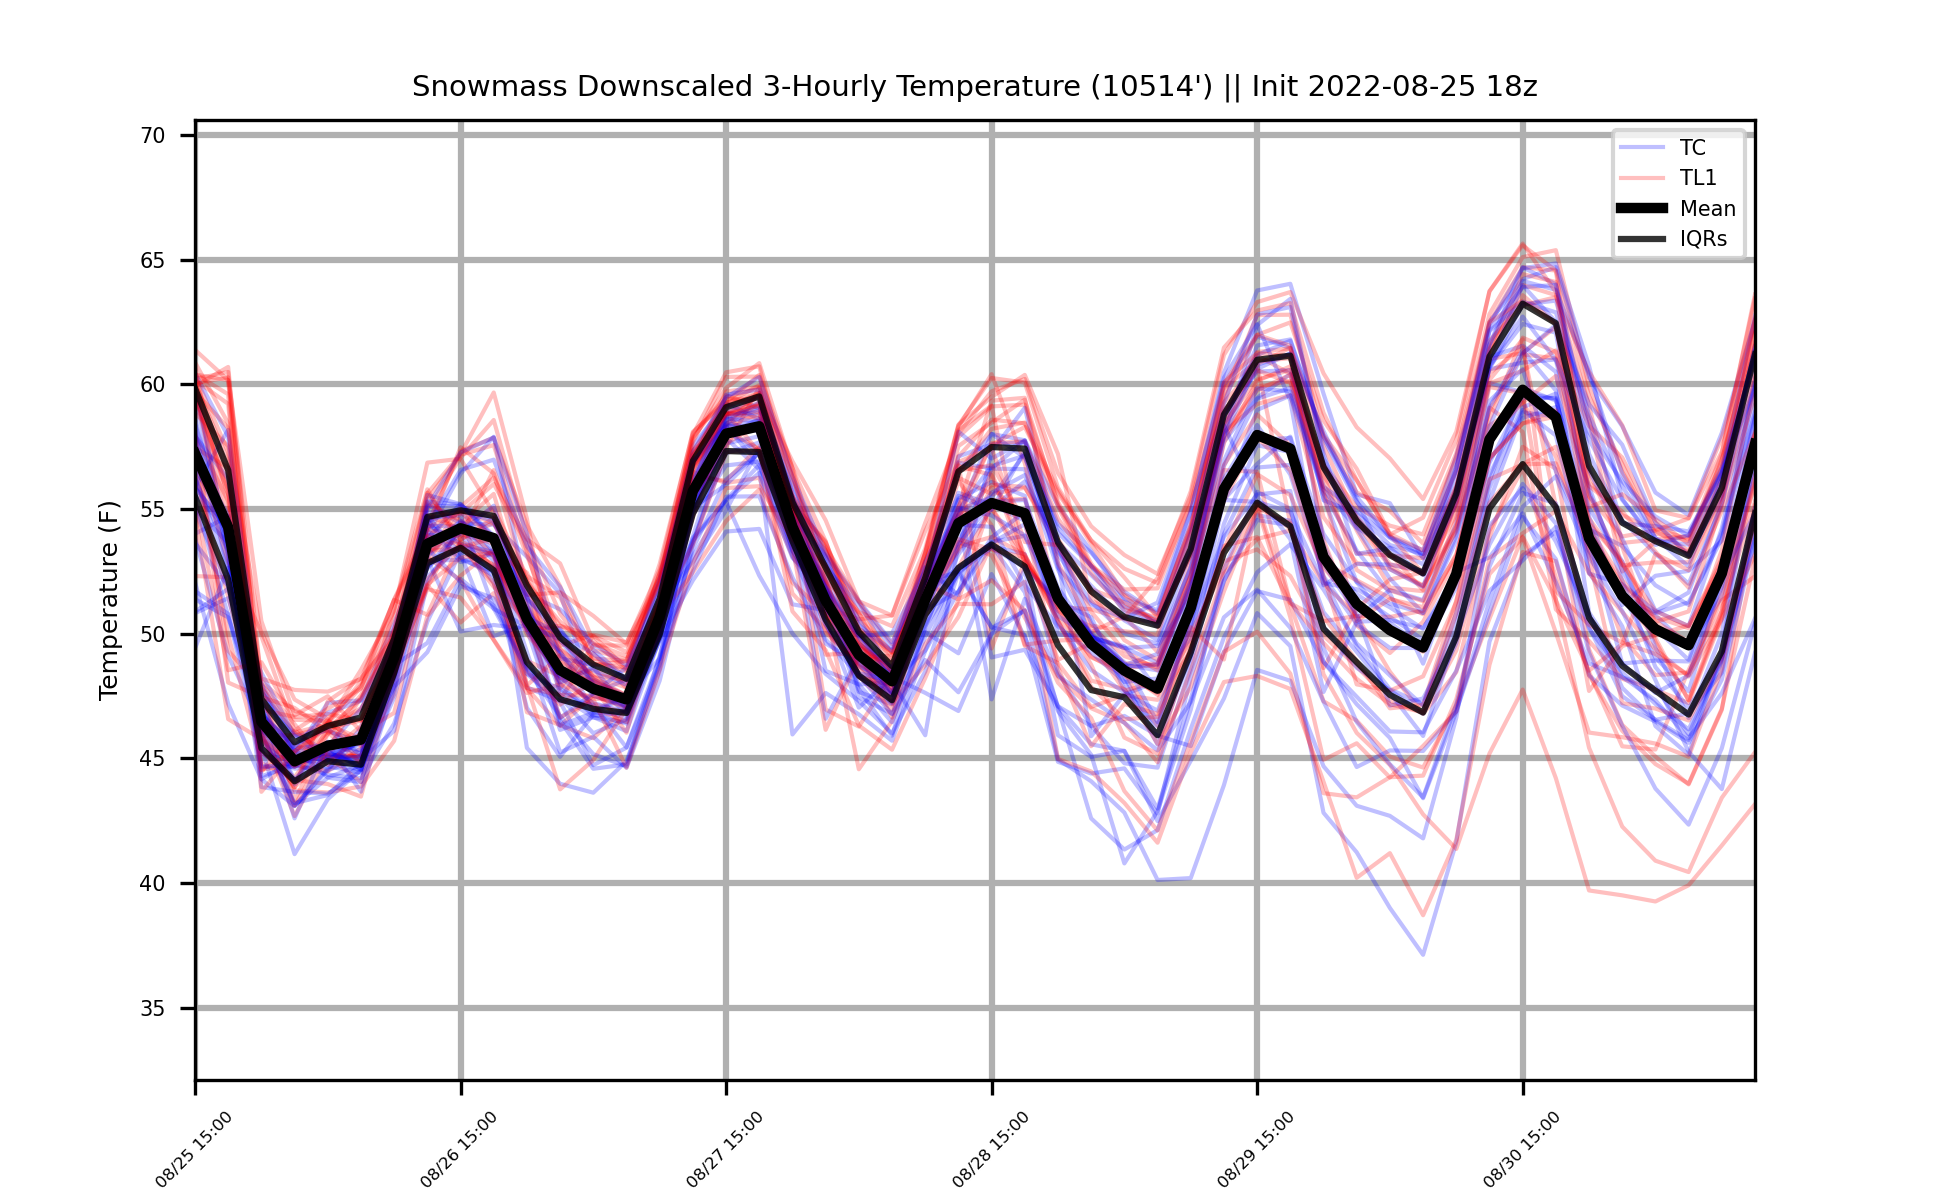 Snowmass Downscaled 3-Hourly Temperature (10514') || Init 2022-08-25 18z
TC
TL1
Mean
IQRs
Temperature (F)
70
65
60
55
50
45
40
35
08/25 15:00
08/26 15:00
08/27 15:00
08/28 15:00
08/29 15:00
08/30 15:00